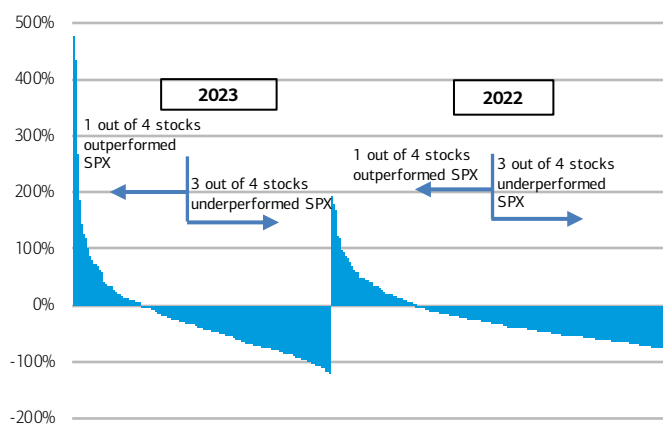 500%
400%
300%
200%
100%
0%
-100%
-200%
2023
1 out of 4 stocks
outperformed
SPX
3 out of 4 stocks
underperformed SPX
2022
1 out of 4 stocks
outperformed SPX
3 out of 4 stocks
underperformed
SPX